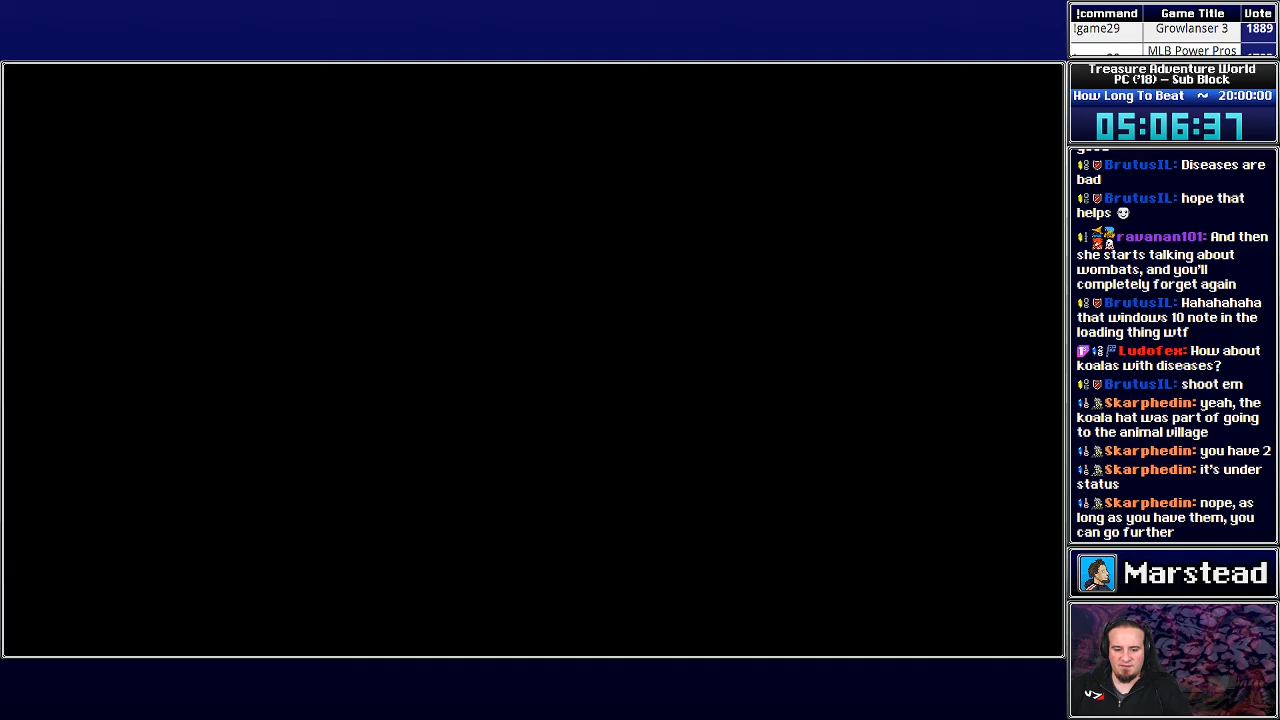 !command Game Title Vote
!game29 Growlanser 3 1889
MLB Power Pros
Treasure Adventure World
PC ('18) – Sub Block
How Long To Beat ~ 20:00:00
05:06:37
BrutusIL: Diseases are
bad
BrutusIL: hope that
helps
ravanan101: And then
she starts talking about
wombats, and you'll
completely forget again
BrutusIL: Hahahahaha
that windows 10 note in the
loading thing wtf
Ludofex: How about
koalas with diseases?
BrutusIL: shoot em
Skarphedin: yeah, the
koala hat was part of going
to the animal village
Skarphedin: you have 2
Skarphedin: it's under
status
Skarphedin: nope, as
long as you have them, you
can go further
Marstead